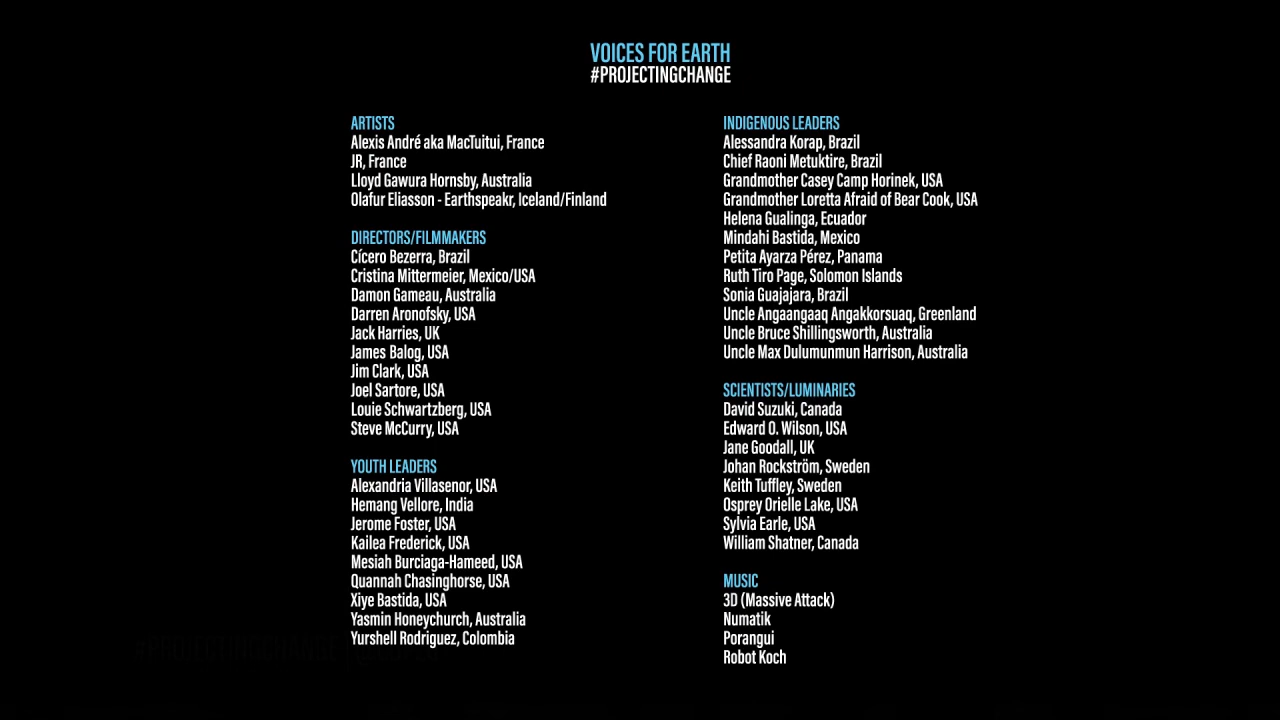 VOICES FOR EARTH
#PROJECTINGCHANGE
ARTISTS
Alexis André aka MacTuitui, France
JR, France
Lloyd Gawura Hornsby, Australia
Olafur Eliasson - Earthspeakr, Iceland/Finland
DIRECTORS/FILMMAKERS
Cícero Bezerra, Brazil
Cristina Mittermeier, Mexico/USA
Damon Gameau, Australia
Darren Aronofsky, USA
Jack Harries, UK
James Balog, USA
Jim Clark, USA
Joel Sartore, USA
Louie Schwartzberg, USA
Steve McCurry, USA
YOUTH LEADERS
Alexandria Villasenor, USA
Hemang Vellore, India
Jerome Foster, USA
Kailea Frederick, USA
Mesiah Burciaga-Hameed, USA
Quannah Chasinghorse, USA
Xiye Bastida, USA
Yasmin Honeychurch, Australia
Yurshell Rodriguez, Colombia
INDIGENOUS LEADERS
Alessandra Korap, Brazil
Chief Raoni Metuktire, Brazil
Grandmother Casey Camp Horinek, USA
Grandmother Loretta Afraid of Bear Cook, USA
Helena Gualinga, Ecuador
Mindahi Bastida, Mexico
Petita Ayarza Pérez, Panama
Ruth Tiro Page, Solomon Islands
Sonia Guajajara, Brazil
Uncle Angaangaaq Angakkorsuaq, Greenland
Uncle Bruce Shillingsworth, Australia
Uncle Max Dulumunmun Harrison, Australia
SCIENTISTS/LUMINARIES
David Suzuki, Canada
Edward O. Wilson, USA
Jane Goodall, UK
Johan Rockström, Sweden
Keith Tuffley, Sweden
Osprey Orielle Lake, USA
Sylvia Earle, USA
William Shatner, Canada
MUSIC
3D (Massive Attack)
Numatik
Porangui
Robot Koch
#PROJECTINGCHANGE